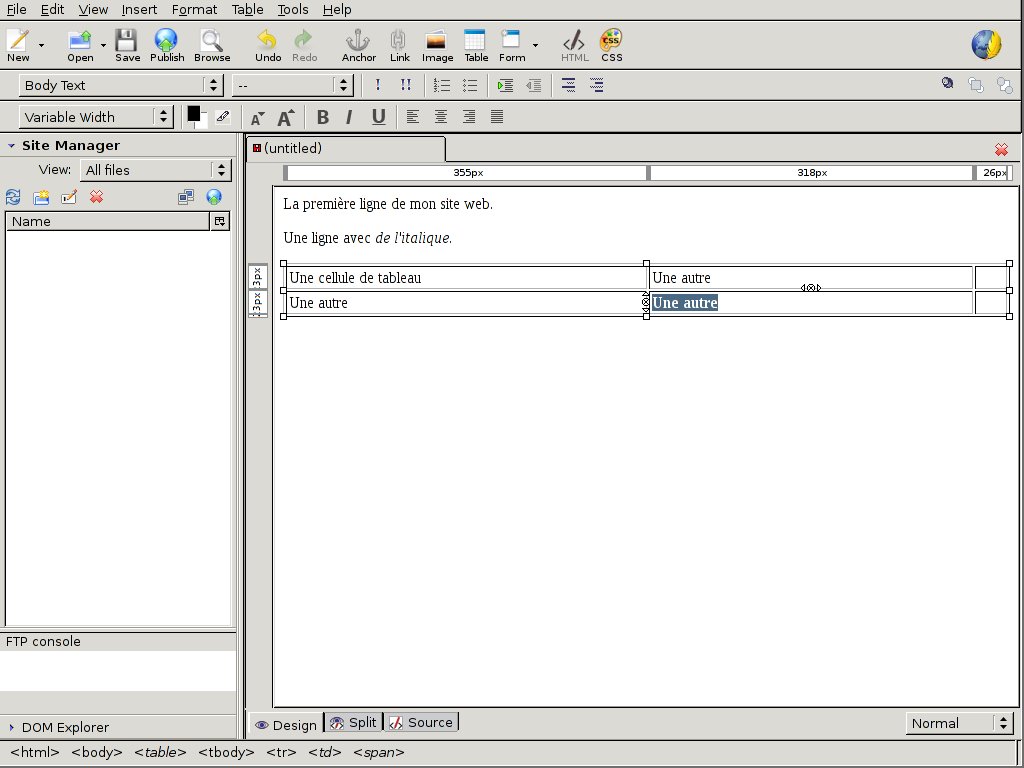 File Edit View Insert Format Table Tools Help
New Open Save Publish Browse Undo Redo Anchor Link Image Table Form HTML CSS
Body Text --
Variable Width
Site Manager
View: All files
Name
FTP console
DOM Explorer
(untitled)
355px 318px 26px
La première ligne de mon site web.
Une ligne avec de l'italique.
Une cellule de tableau Une autre
Une autre Une autre
Design Split Source Normal
<html> <body> <table> <tbody> <tr> <td> <span>